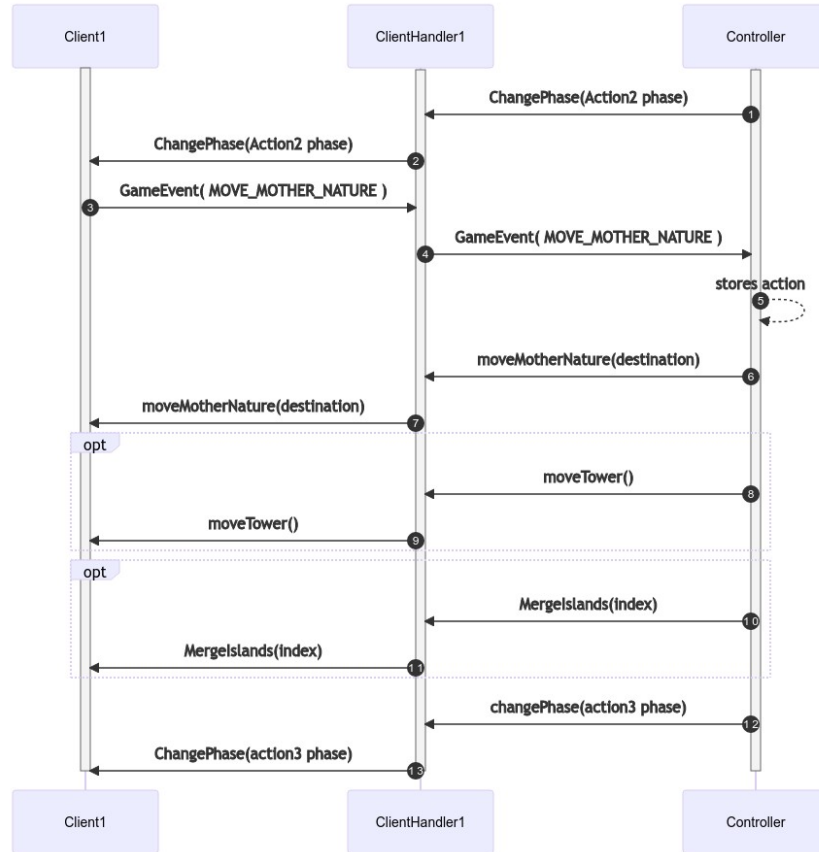 Client1
ClientHandler1
Controller
ChangePhase(Action2 phase)
1
ChangePhase(Action2 phase)
2
GameEvent( MOVE_MOTHER_NATURE )
3
GameEvent( MOVE_MOTHER_NATURE )
4
stores action
5
moveMotherNature(destination)
6
moveMotherNature(destination)
7
opt
moveTower()
8
moveTower()
9
opt
MergeIslands(index)
10
MergeIslands(index)
11
changePhase(action3 phase)
12
ChangePhase(action3 phase)
13
Client1
ClientHandler1
Controller